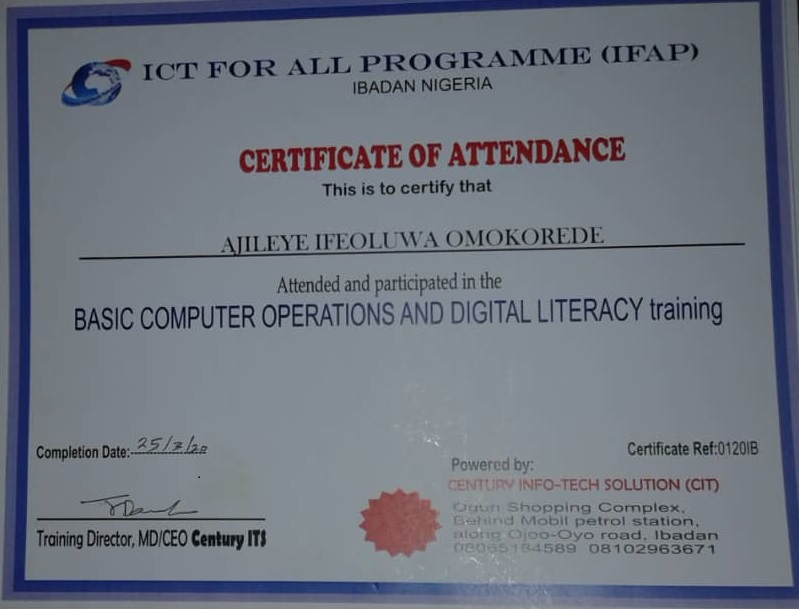 ICT FOR ALL PROGRAMME (IFAP)
IBADAN NIGERIA
CERTIFICATE OF ATTENDANCE
This is to certify that
AJILEYE IFEOLUWA OMOKOREDE
Attended and participated in the
BASIC COMPUTER OPERATIONS AND DIGITAL LITERACY training
Completion Date: 25/3/20
Certificate Ref:0120IB
Training Director, MD/CEO Century ITS
Powered by:
CENTURY INFO-TECH SOLUTION (CIT)
Ogun Shopping Complex,
Behind Mobil petrol station,
along Ojoo-Oyo road, Ibadan
08102963671